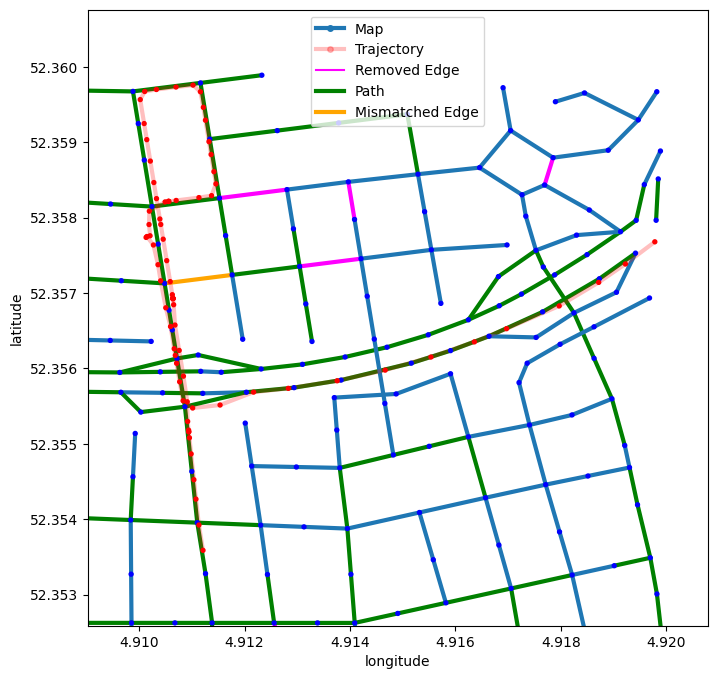 Map
Trajectory
Removed Edge
Path
Mismatched Edge
52.360
52.359
52.358
52.357
52.356
52.355
52.354
52.353
latitude
4.910 4.912 4.914 4.916 4.918 4.920
longitude